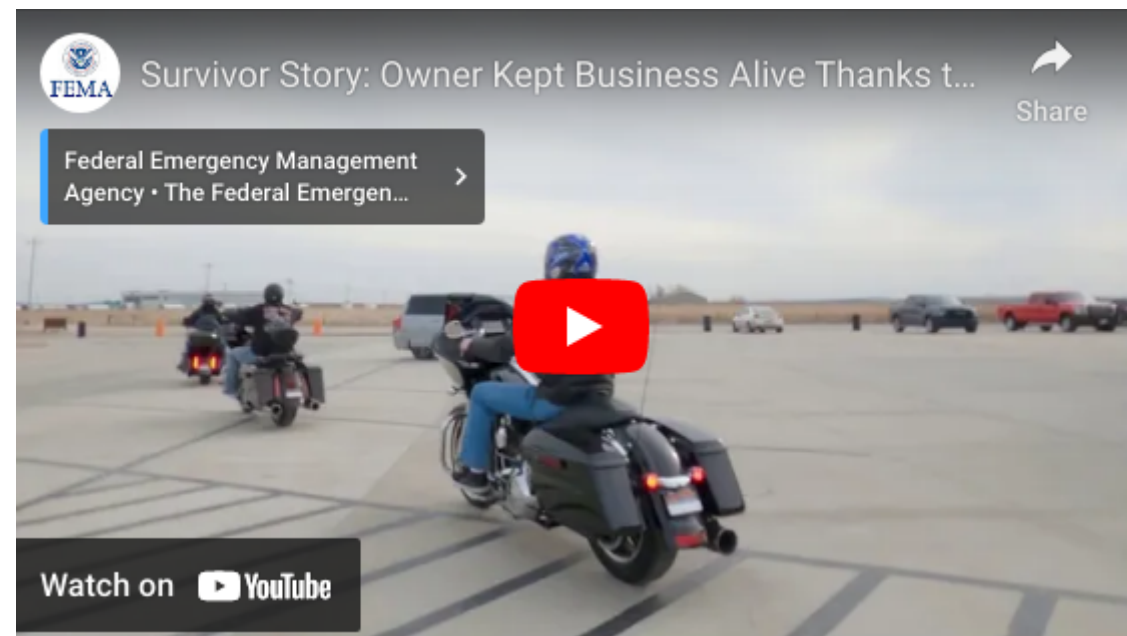 FEMA
Survivor Story: Owner Kept Business Alive Thanks t...
Share
Federal Emergency Management
Agency • The Federal Emergen...
Watch on YouTube